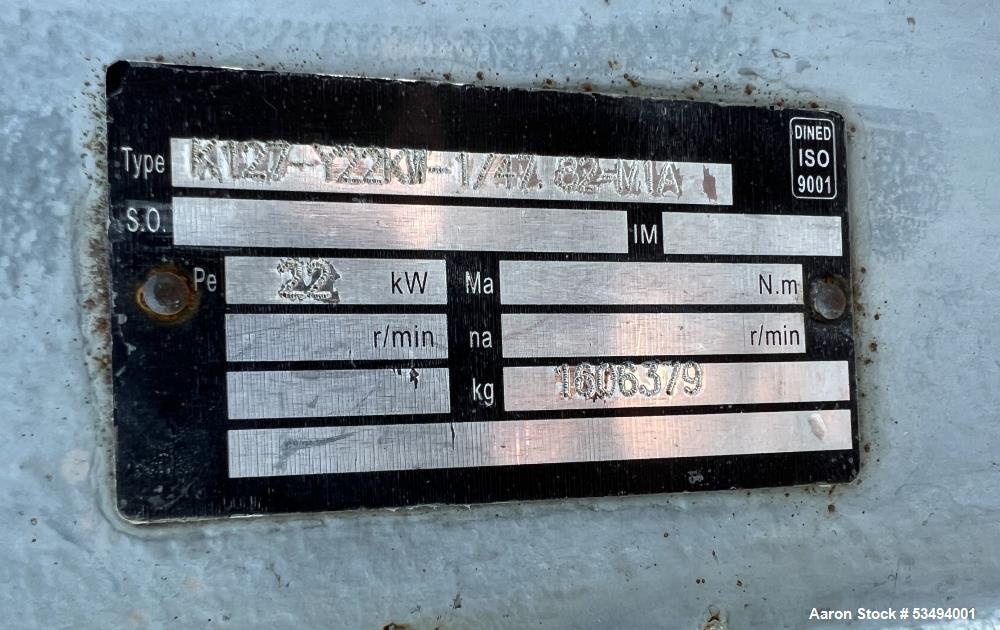 DINED
ISO
9001
Type K127-Y22KW-1/47.82-M1A
S.O. IM
Pe 22 kW Ma N.m
r/min na r/min
kg 1606379
Aaron Stock # 53494001